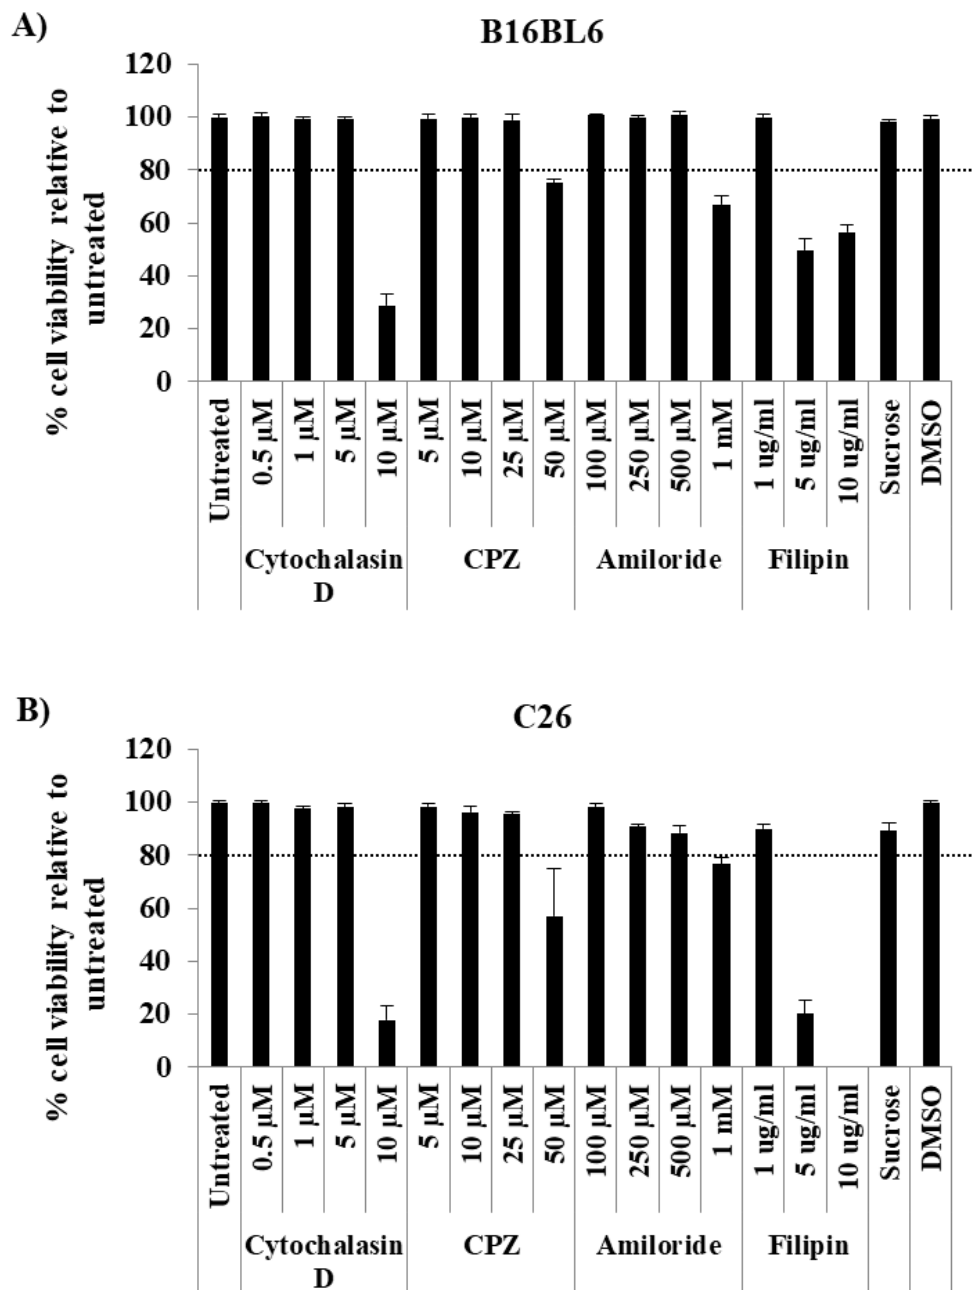 A)
B16BL6
% cell viability relative to
untreated
120
100
80
60
40
20
0
Untreated
0.5 µM
1 µM
5 µM
10 µM
5 µM
10 µM
25 µM
50 µM
100 µM
250 µM
500 µM
1 mM
1 ug/ml
5 ug/ml
10 ug/ml
Sucrose
DMSO
Cytochalasin
D
CPZ
Amiloride
Filipin
B)
C26
% cell viability relative to
untreated
120
100
80
60
40
20
0
Untreated
0.5 µM
1 µM
5 µM
10 µM
5 µM
10 µM
25 µM
50 µM
100 µM
250 µM
500 µM
1 mM
1 ug/ml
5 ug/ml
10 ug/ml
Sucrose
DMSO
Cytochalasin
D
CPZ
Amiloride
Filipin